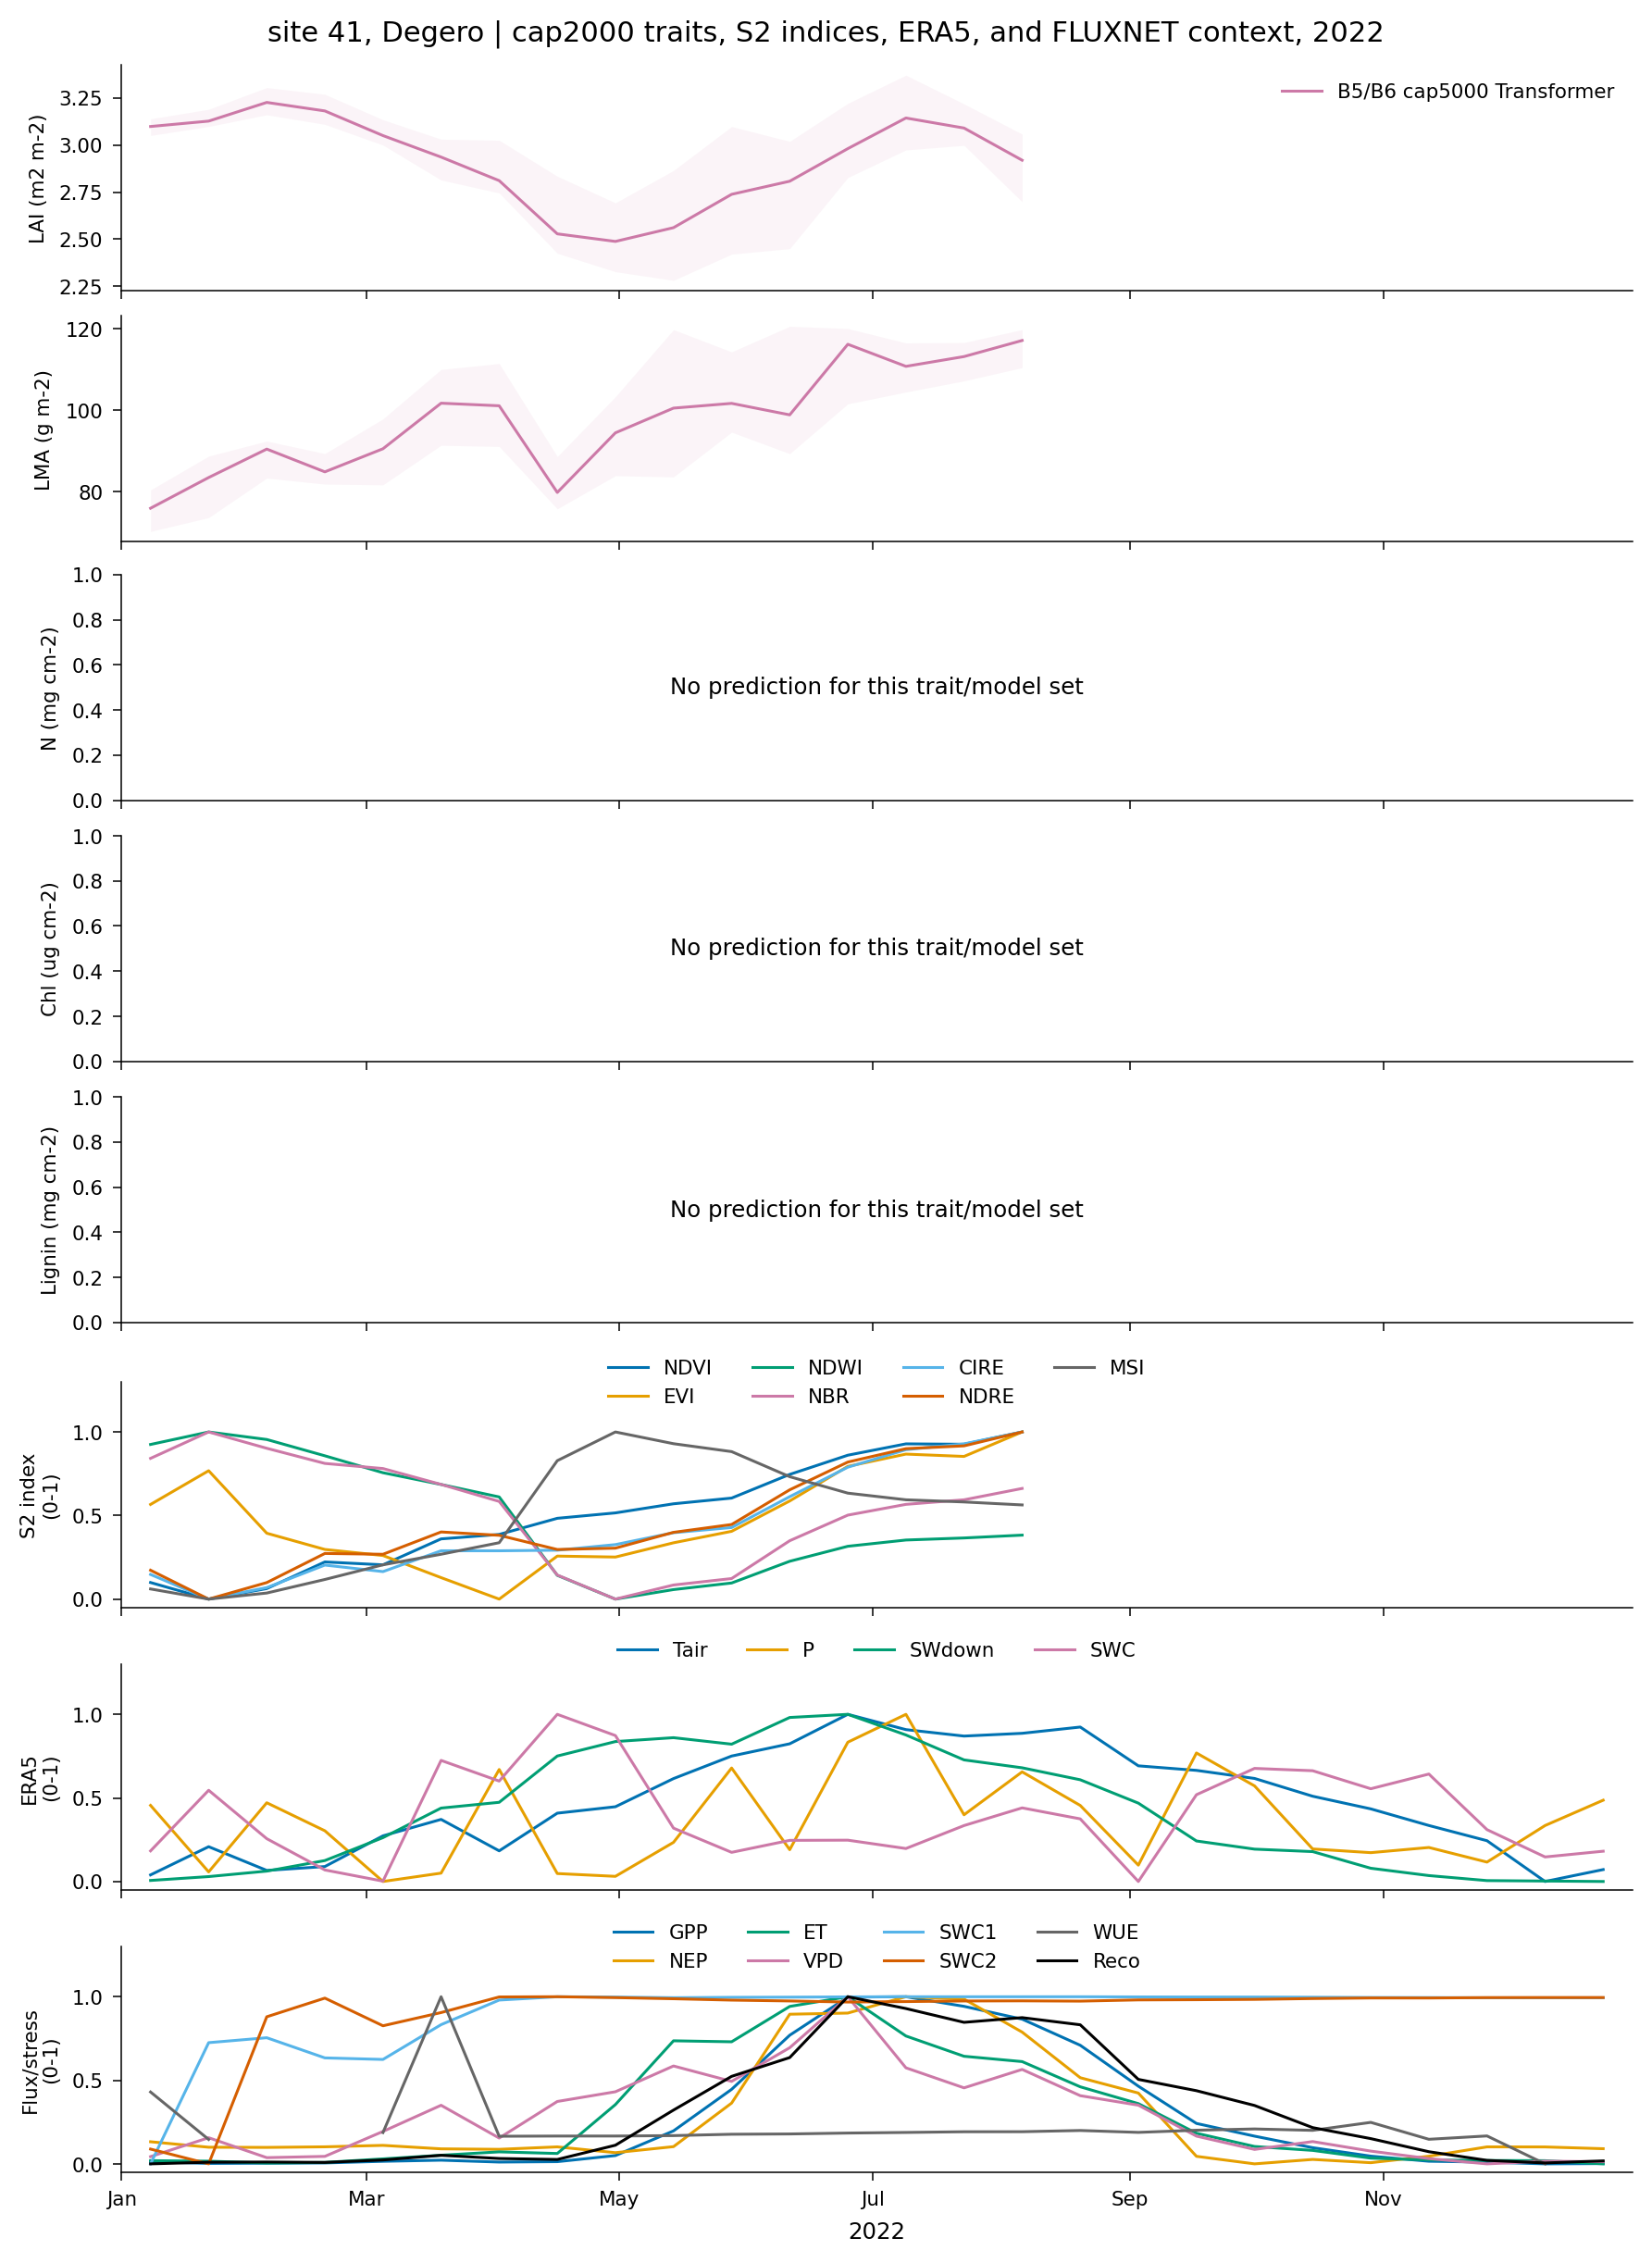 site 41, Degero | cap2000 traits, S2 indices, ERA5, and FLUXNET context, 2022
B5/B6 cap5000 Transformer
LAI (m2 m-2)
3.25
3.00
2.75
2.50
2.25
LMA (g m-2)
120
100
80
N (mg cm-2)
1.0
0.8
0.6
0.4
0.2
0.0
No prediction for this trait/model set
Chl (ug cm-2)
1.0
0.8
0.6
0.4
0.2
0.0
No prediction for this trait/model set
Lignin (mg cm-2)
1.0
0.8
0.6
0.4
0.2
0.0
No prediction for this trait/model set
NDVI NDWI CIRE MSI
EVI NBR NDRE
S2 index
(0-1)
1.0
0.5
0.0
Tair P SWdown SWC
ERA5
(0-1)
1.0
0.5
0.0
GPP ET SWC1 WUE
NEP VPD SWC2 Reco
Flux/stress
(0-1)
1.0
0.5
0.0
Jan Mar May Jul Sep Nov
2022